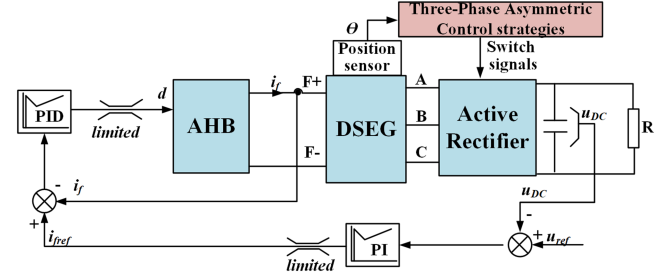 Three-Phase Asymmetric
Control strategies
Θ
Position
sensor
Switch
signals
PID
limited
d
AHB
i_f
F+
F-
DSEG
A
B
C
Active
Rectifier
u_DC
R
u_DC
-
i_f
-
+
i_fref
limited
PI
+
u_ref